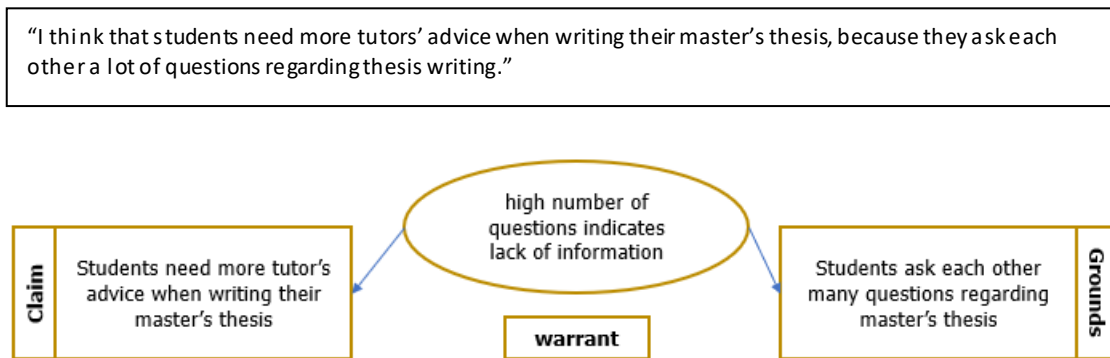 “I think that students need more tutors’ advice when writing their master’s thesis, because they ask each
other a lot of questions regarding thesis writing.”
high number of
questions indicates
lack of information
Claim
Students need more tutor’s
advice when writing their
master’s thesis
warrant
Students ask each other
many questions regarding
master’s thesis
Grounds